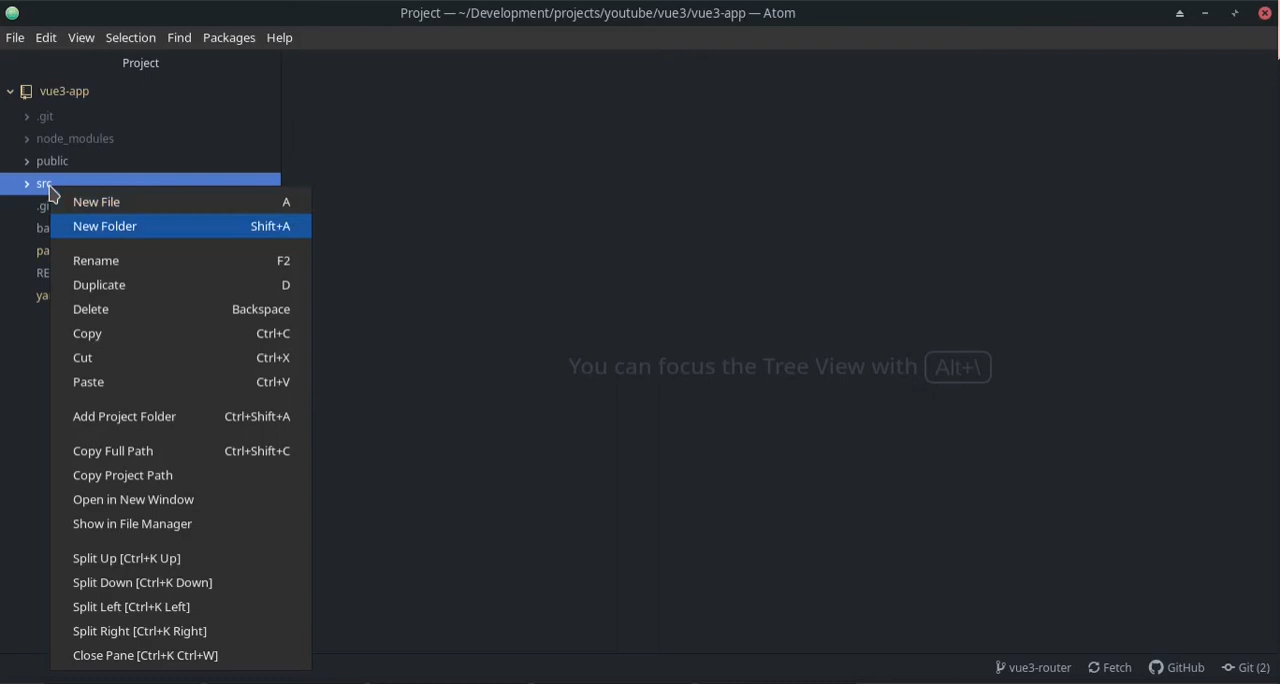 Project — ~/Development/projects/youtube/vue3/vue3-app — Atom
File Edit View Selection Find Packages Help
Project
vue3-app
.git
node_modules
public
src
New File A
New Folder Shift+A
Rename F2
Duplicate D
Delete Backspace
Copy Ctrl+C
Cut Ctrl+X
Paste Ctrl+V
Add Project Folder Ctrl+Shift+A
Copy Full Path Ctrl+Shift+C
Copy Project Path
Open in New Window
Show in File Manager
Split Up [Ctrl+K Up]
Split Down [Ctrl+K Down]
Split Left [Ctrl+K Left]
Split Right [Ctrl+K Right]
Close Pane [Ctrl+K Ctrl+W]
You can focus the Tree View with Alt+\
vue3-router Fetch GitHub Git (2)